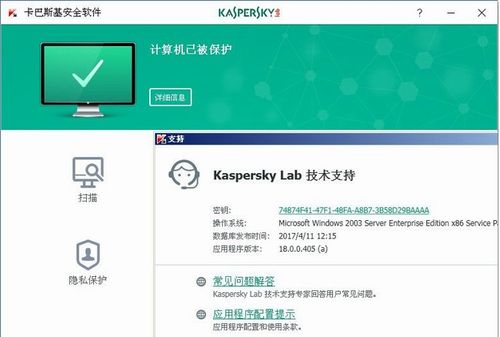 卡巴斯基安全软件
KASPERSKY
计算机已被保护
详细信息
支持
扫描
Kaspersky Lab 技术支持
密钥: 74874F41-47F1-48FA-A8B7-3B58D29BAAAA
操作系统: Microsoft Windows 2003 Server Enterprise Edition x86 Service Pa
数据库发布时间: 2017/4/11 12:15
应用程序版本: 18.0.0.405 (a)
隐私保护
常见问题解答
Kaspersky Lab 技术支持专家回答用户常见问题。
应用程序配置提示
应用程序配置和使用条款。